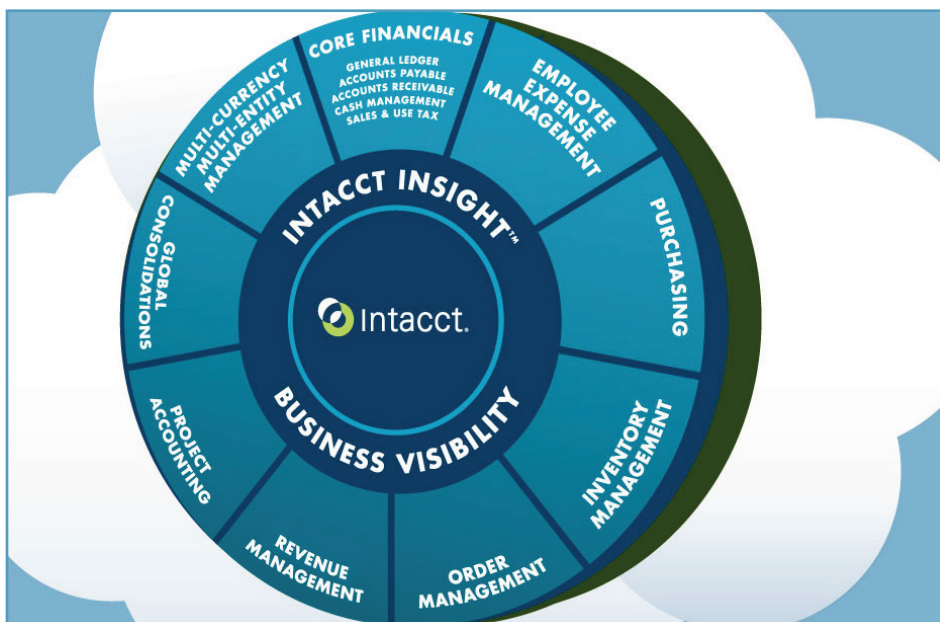 CORE FINANCIALS
GENERAL LEDGER
ACCOUNTS PAYABLE
ACCOUNTS RECEIVABLE
CASH MANAGEMENT
SALES & USE TAX
EMPLOYEE
EXPENSE
MANAGEMENT
PURCHASING
INVENTORY
MANAGEMENT
ORDER
MANAGEMENT
REVENUE
MANAGEMENT
PROJECT
ACCOUNTING
GLOBAL
CONSOLIDATIONS
MULTI-CURRENCY
MULTI-ENTITY
MANAGEMENT
INTACCT INSIGHT™
Intacct.
BUSINESS VISIBILITY